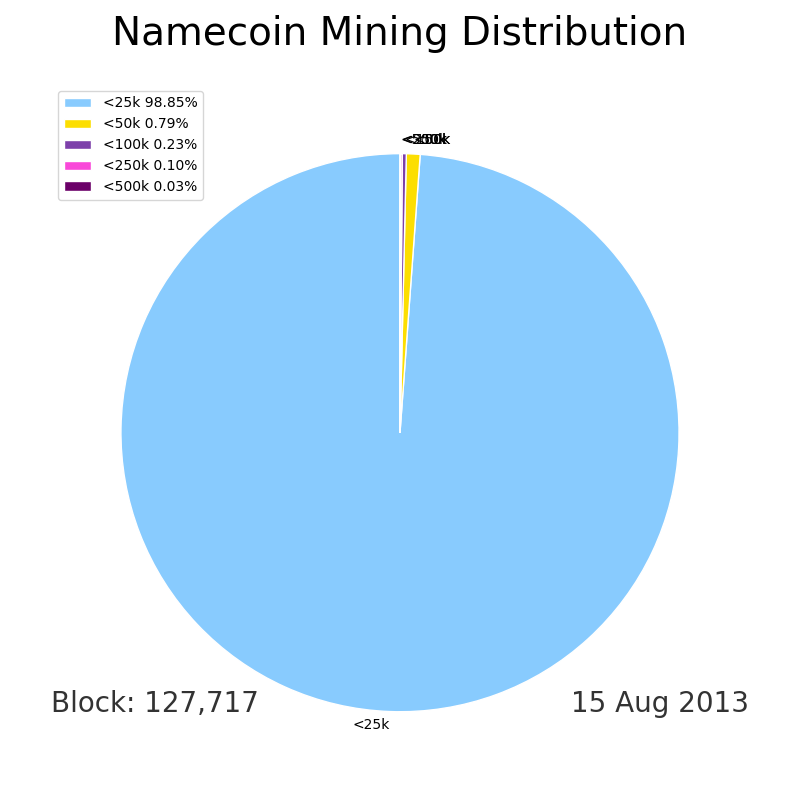 Namecoin Mining Distribution
<25k 98.85%
<50k 0.79%
<100k 0.23%
<250k 0.10%
<500k 0.03%
Block: 127,717
15 Aug 2013
<25k